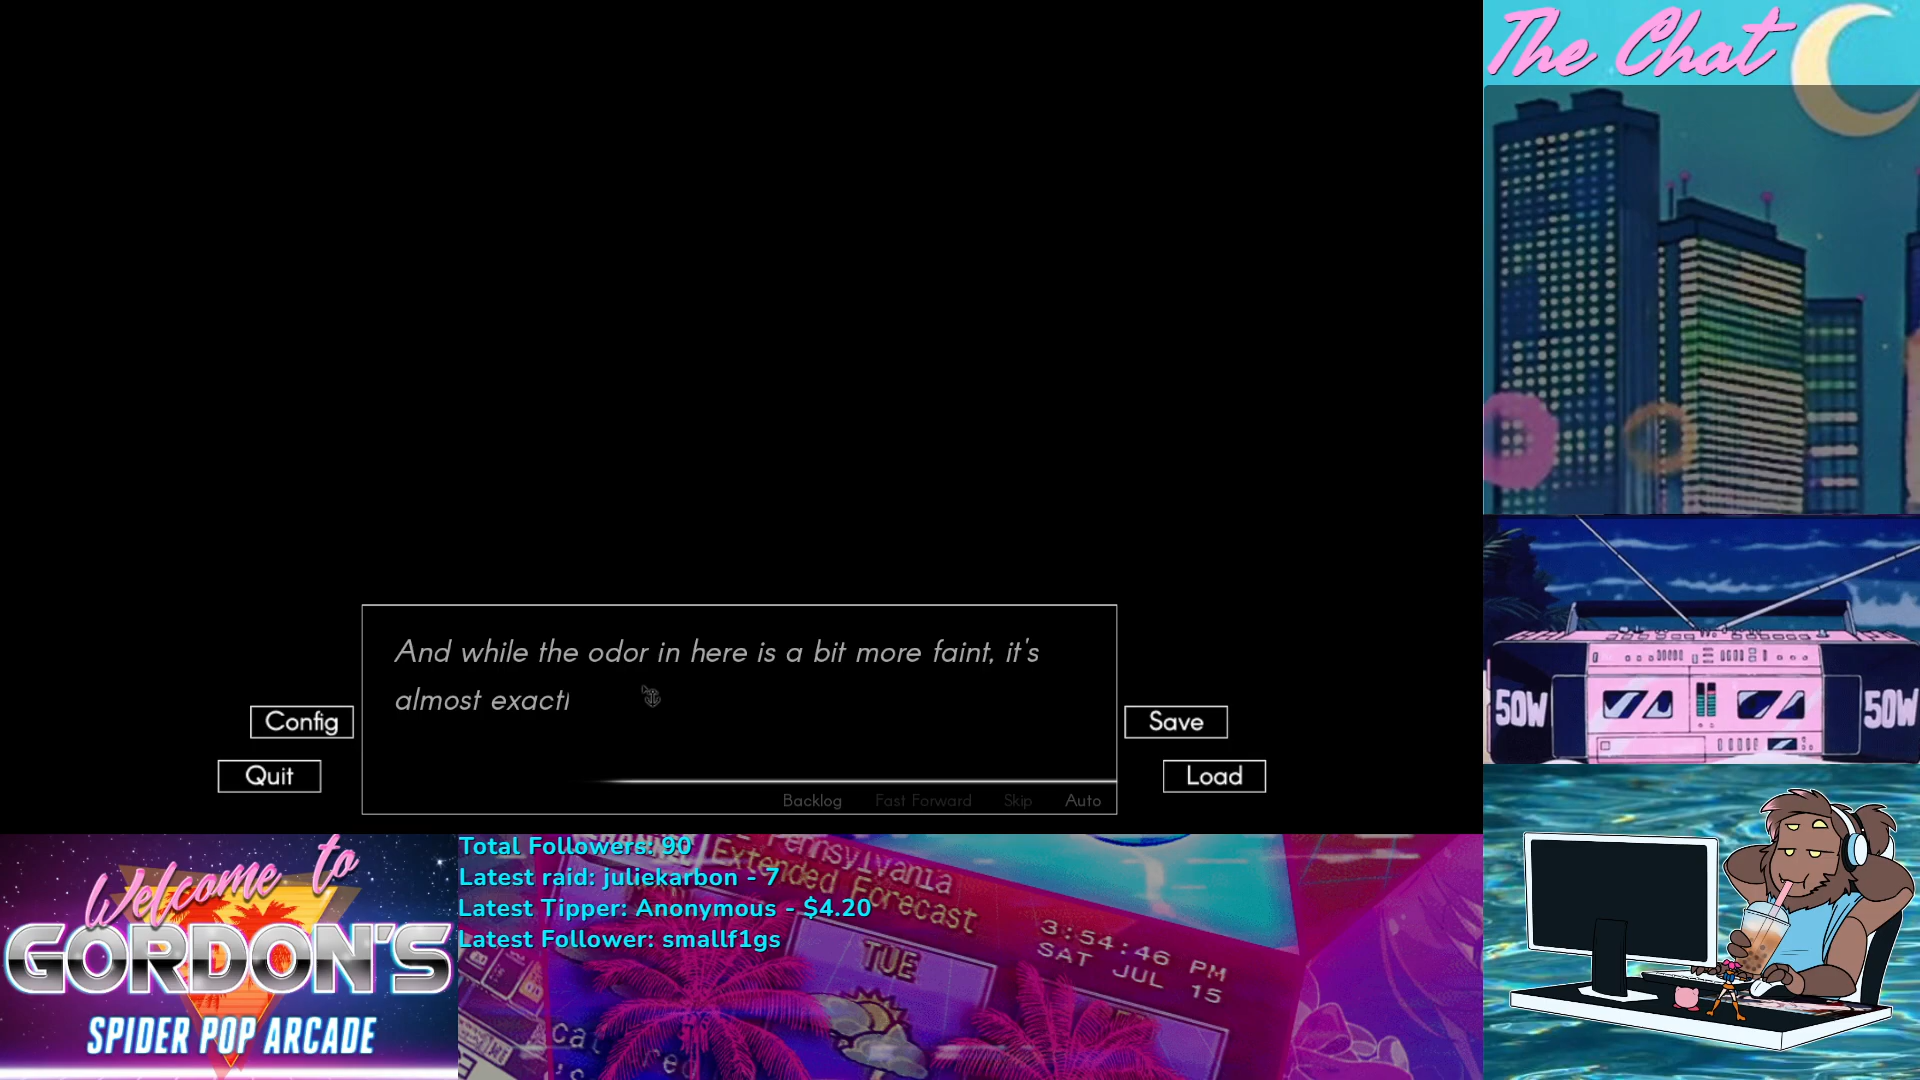 The Chat
And while the odor in here is a bit more faint, it's
almost exactl
Config
Quit
Save
Load
Backlog
Fast Forward
Skip
Auto
50W
50W
Welcome to
GORDON'S
SPIDER POP ARCADE
Total Followers: 90
Latest raid: juliekarbon - 7
Latest Tipper: Anonymous - $4.20
Latest Follower: smallf1gs
Pennsylvania
Extended Forecast
3:54:46 PM
SAT JUL 15
TUE